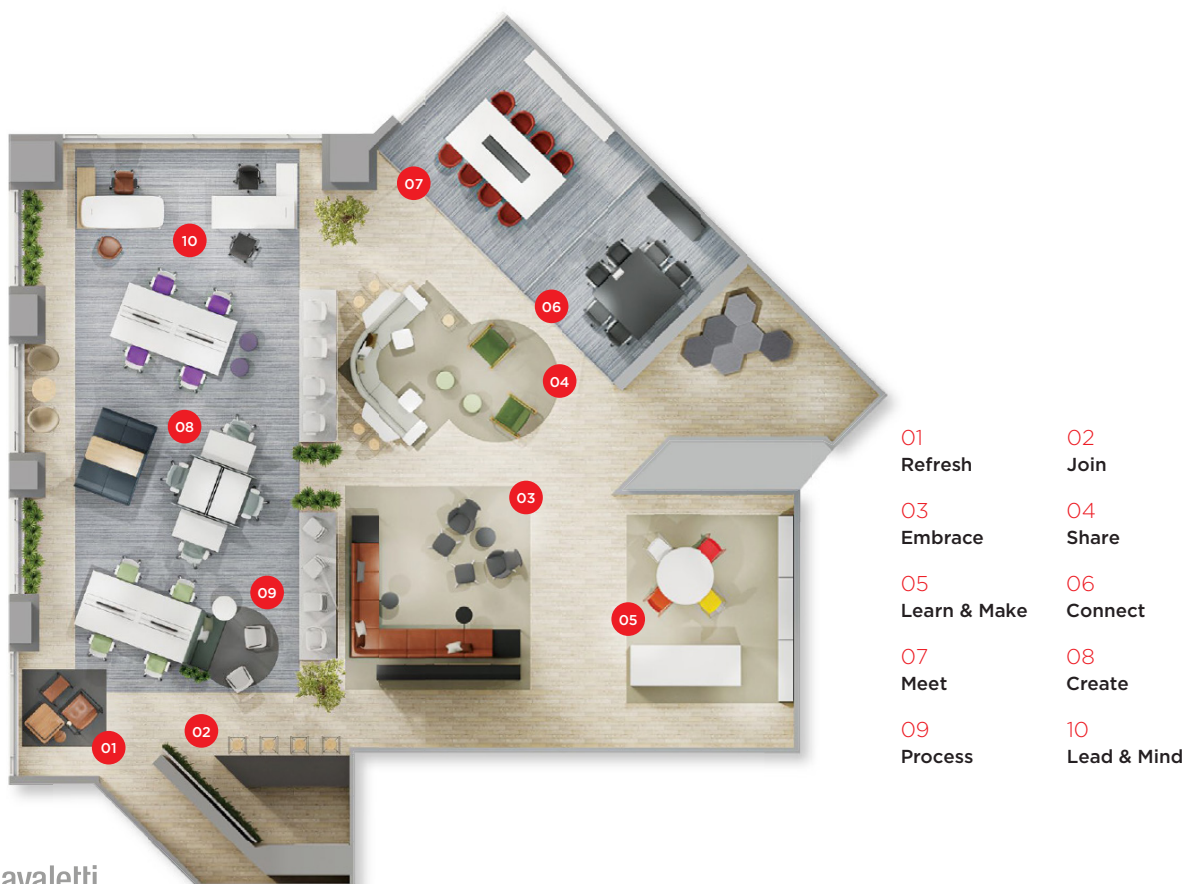 07
10
06
04
08
03
09
05
02
01
01 02
Refresh Join
03 04
Embrace Share
05 06
Learn & Make Connect
07 08
Meet Create
09 10
Process Lead & Mind
avaletti